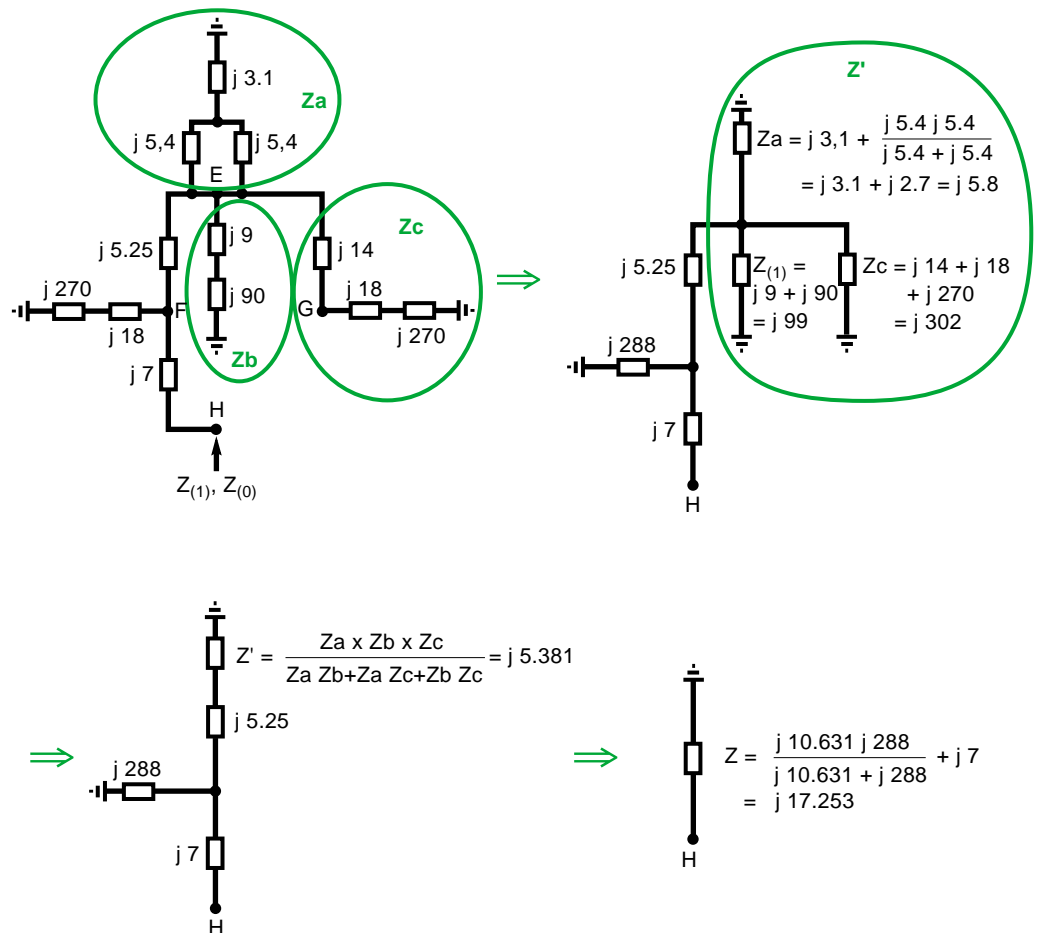 j 3.1
Za
j 5,4
j 5,4
E
j 9
Zc
j 5.25
j 14
j 270
j 90
j 18
F
G
j 18
Zb
j 270
j 7
H
Z(1), Z(0)
Z'
Za = j 3,1 + j 5.4 j 5.4
j 5.4 + j 5.4
= j 3.1 + j 2.7 = j 5.8
j 5.25
Z(1) =
j 9 + j 90
= j 99
Zc = j 14 + j 18
+ j 270
= j 302
j 288
j 7
H
Z' = Za x Zb x Zc = j 5.381
Za Zb+Za Zc+Zb Zc
j 5.25
j 288
j 7
H
Z = j 10.631 j 288 + j 7
j 10.631 + j 288
= j 17.253
H